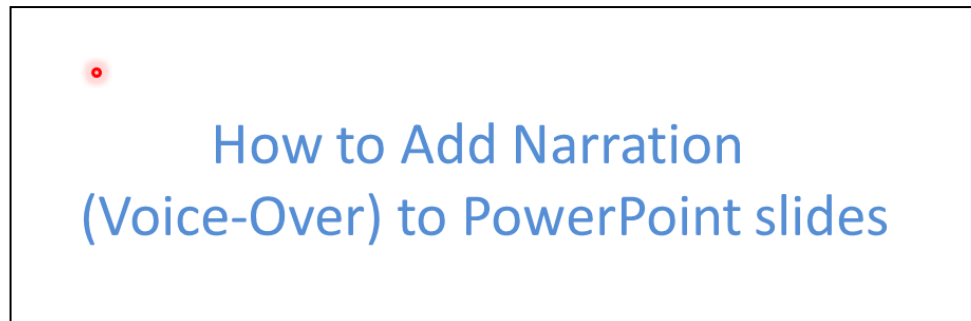 How to Add Narration
(Voice-Over) to PowerPoint slides